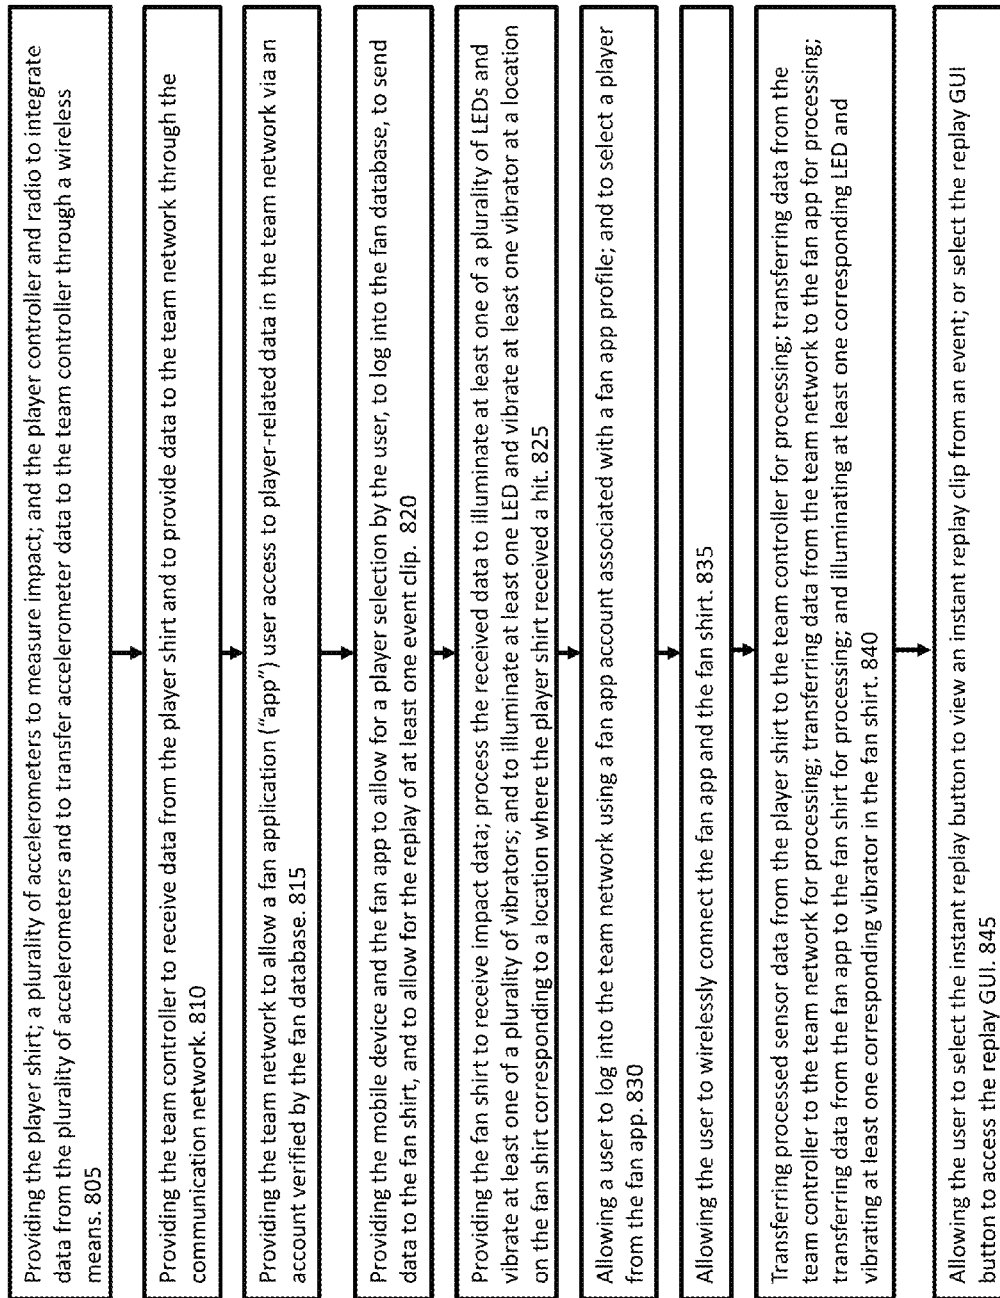 Providing the player shirt; a plurality of accelerometers to measure impact; and the player controller and radio to integrate
data from the plurality of accelerometers and to transfer accelerometer data to the team controller through a wireless
means. 805
Providing the team controller to receive data from the player shirt and to provide data to the team network through the
communication network. 810
Providing the team network to allow a fan application (“app”) user access to player-related data in the team network via an
account verified by the fan database. 815
Providing the mobile device and the fan app to allow for a player selection by the user, to log into the fan database, to send
data to the fan shirt, and to allow for the replay of at least one event clip. 820
Providing the fan shirt to receive impact data; process the received data to illuminate at least one of a plurality of LEDs and
vibrate at least one of a plurality of vibrators; and to illuminate at least one LED and vibrate at least one vibrator at a location
on the fan shirt corresponding to a location where the player shirt received a hit. 825
Allowing a user to log into the team network using a fan app account associated with a fan app profile; and to select a player
from the fan app. 830
Allowing the user to wirelessly connect the fan app and the fan shirt. 835
Transferring processed sensor data from the player shirt to the team controller for processing; transferring data from the
team controller to the team network for processing; transferring data from the team network to the fan app for processing;
transferring data from the fan app to the fan shirt for processing; and illuminating at least one corresponding LED and
vibrating at least one corresponding vibrator in the fan shirt. 840
Allowing the user to select the instant replay button to view an instant replay clip from an event; or select the replay GUI
button to access the replay GUI. 845